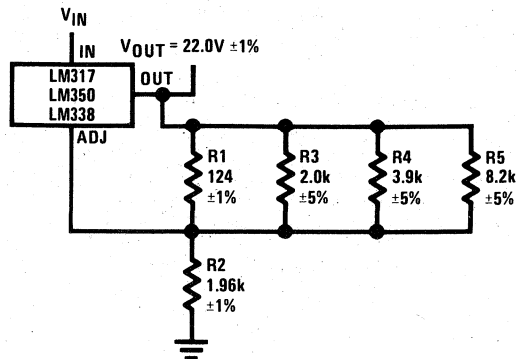 VIN
IN
VOUT = 22.0V ±1%
LM317
LM350
LM338
OUT
ADJ
R1
124
±1%
R3
2.0k
±5%
R4
3.9k
±5%
R5
8.2k
±5%
R2
1.96k
±1%